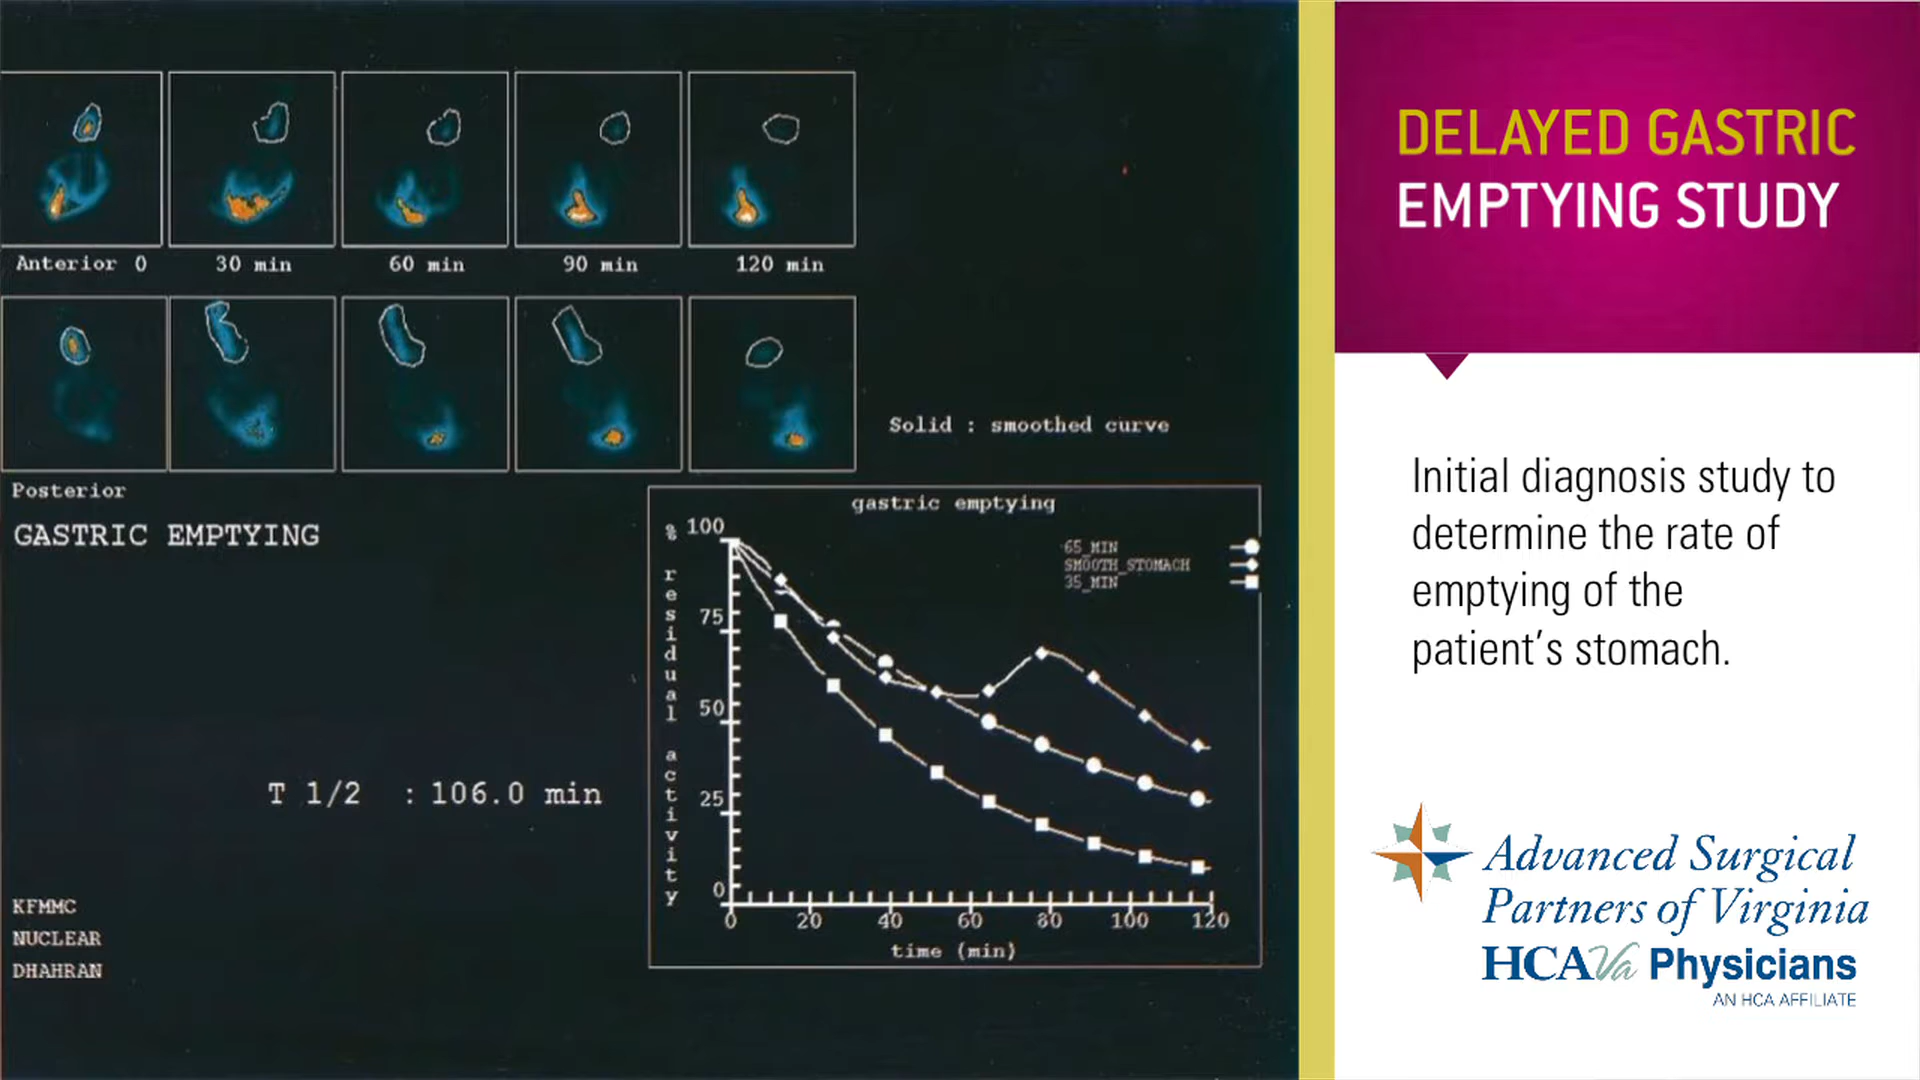 Anterior 0
30 min
60 min
90 min
120 min
Posterior
GASTRIC EMPTYING
Solid : smoothed curve
T 1/2 : 106.0 min
KFMMC
NUCLEAR
DHAHRAN
gastric emptying
65_MIN
SMOOTH_STOMACH
35_MIN
% residual activity
100
75
50
25
0
0 20 40 60 80 100 120
time (min)
DELAYED GASTRIC
EMPTYING STUDY
Initial diagnosis study to
determine the rate of
emptying of the
patient’s stomach.
Advanced Surgical
Partners of Virginia
HCAVa Physicians
AN HCA AFFILIATE